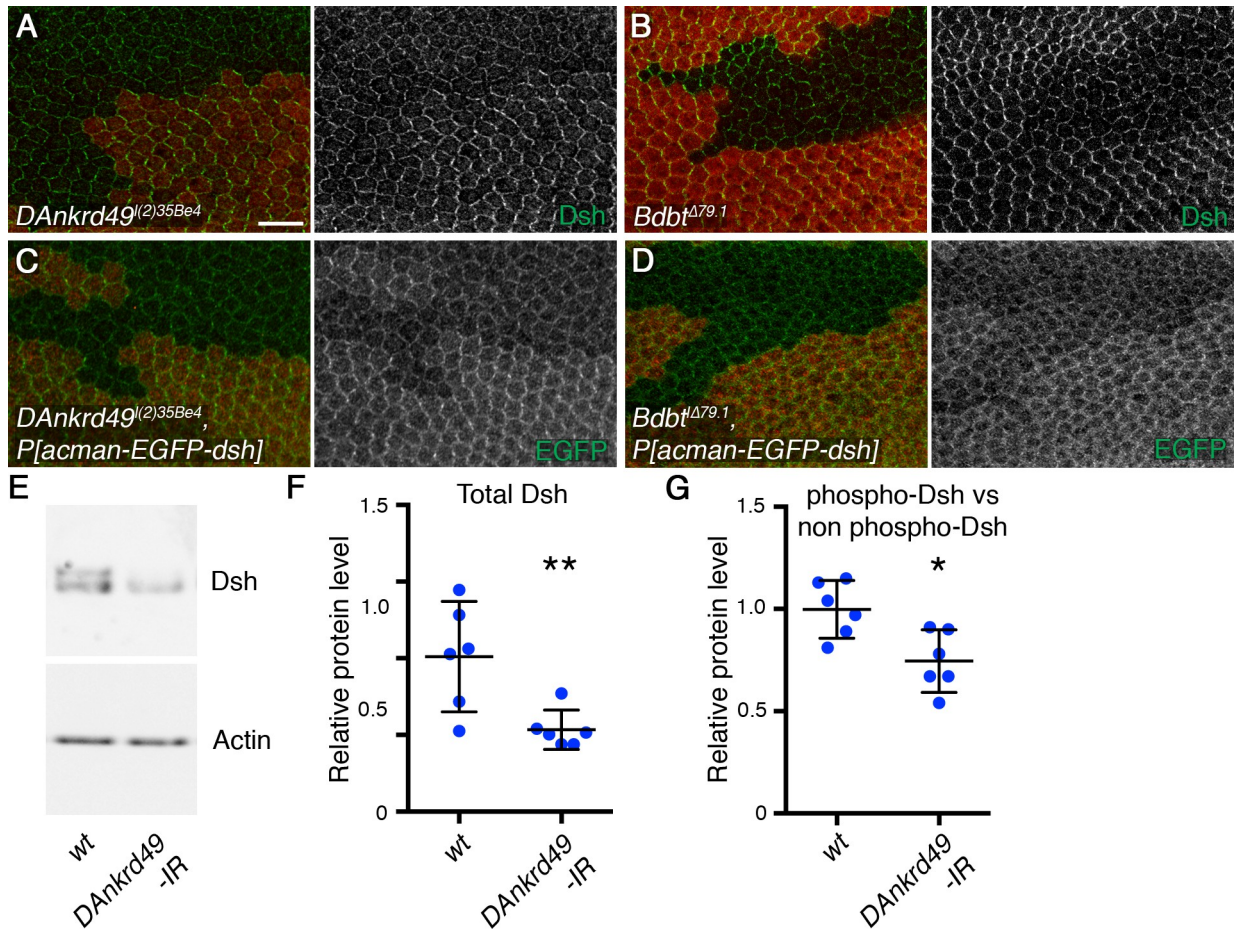 A
DAnkrd49^l(2)35Be4
Dsh
B
Bdbt^Δ79.1
Dsh
C
DAnkrd49^l(2)35Be4,
P[acman-EGFP-dsh]
EGFP
D
Bdbt^lΔ79.1,
P[acman-EGFP-dsh]
EGFP
E
Dsh
Actin
wt
DAnkrd49
-IR
F
Total Dsh
Relative protein level
1.5
1.0
0.5
0
**
wt
DAnkrd49
-IR
G
phospho-Dsh vs
non phospho-Dsh
Relative protein level
1.5
1.0
0.5
0
*
wt
DAnkrd49
-IR